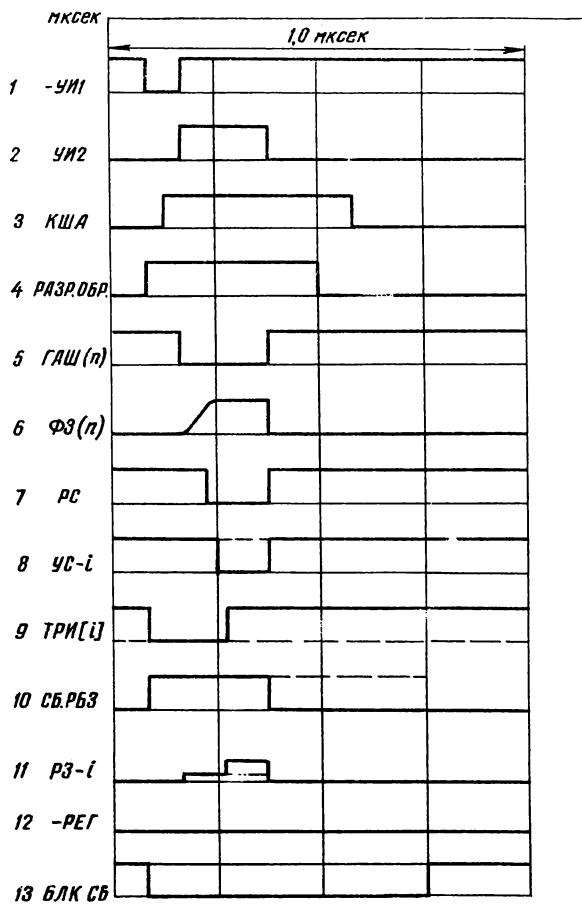 мксек
1,0 мксек
1 -УИ1
2 УИ2
3 КША
4 РАЗР.ОБР.
5 ГАШ(п)
6 ФЗ(п)
7 РС
8 УС-i
9 ТРИ[i]
10 СБ.РБЗ
11 РЗ-i
12 -РЕГ
13 БЛК СБ